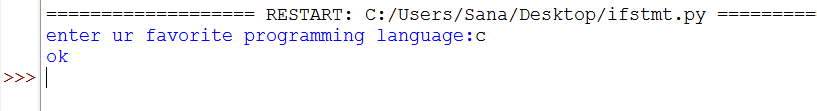 =================== RESTART: C:/Users/Sana/Desktop/ifstmt.py =========
enter ur favorite programming language:c
ok
>>>